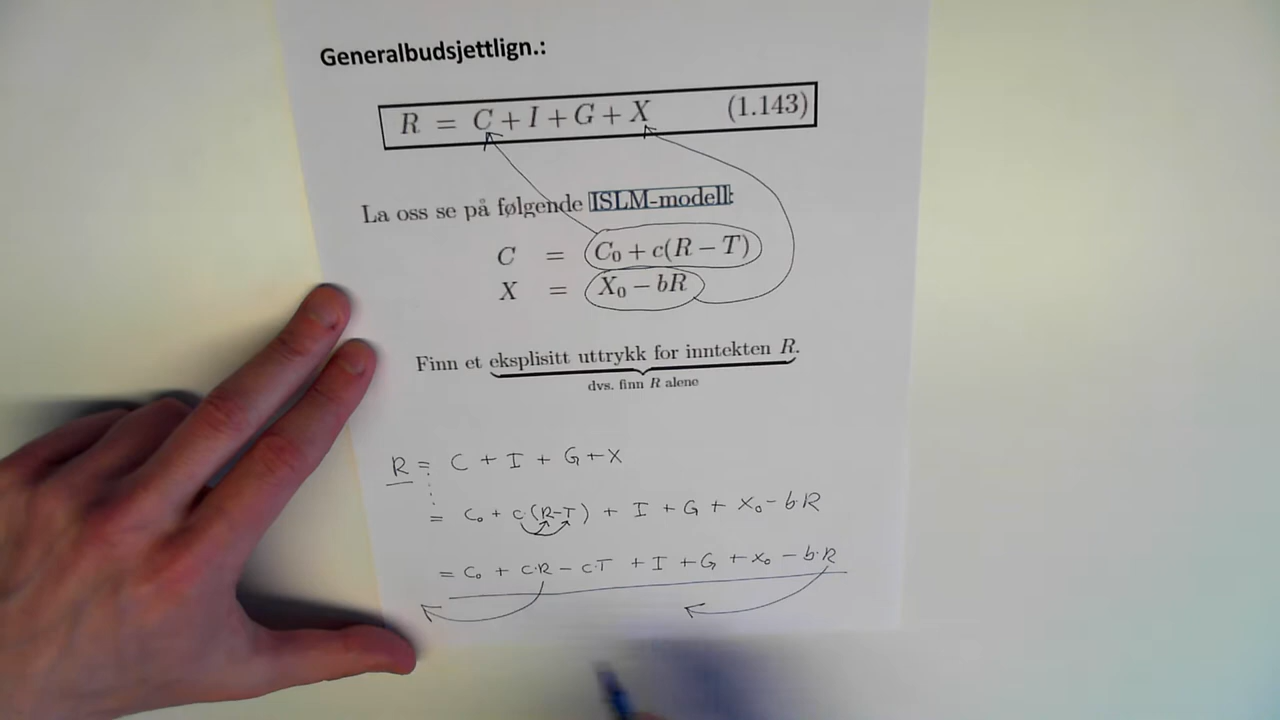 Generalbudsjettlign.:
R = C + I + G + X (1.143)
La oss se på følgende ISLM-modell:
C = C₀ + c(R − T)
X = X₀ − bR
Finn et eksplisitt uttrykk for inntekten R.
dvs. finn R alene
R = C + I + G + X
= C₀ + c·(R−T) + I + G + X₀ − b·R
= C₀ + c·R − c·T + I + G + X₀ − b·R